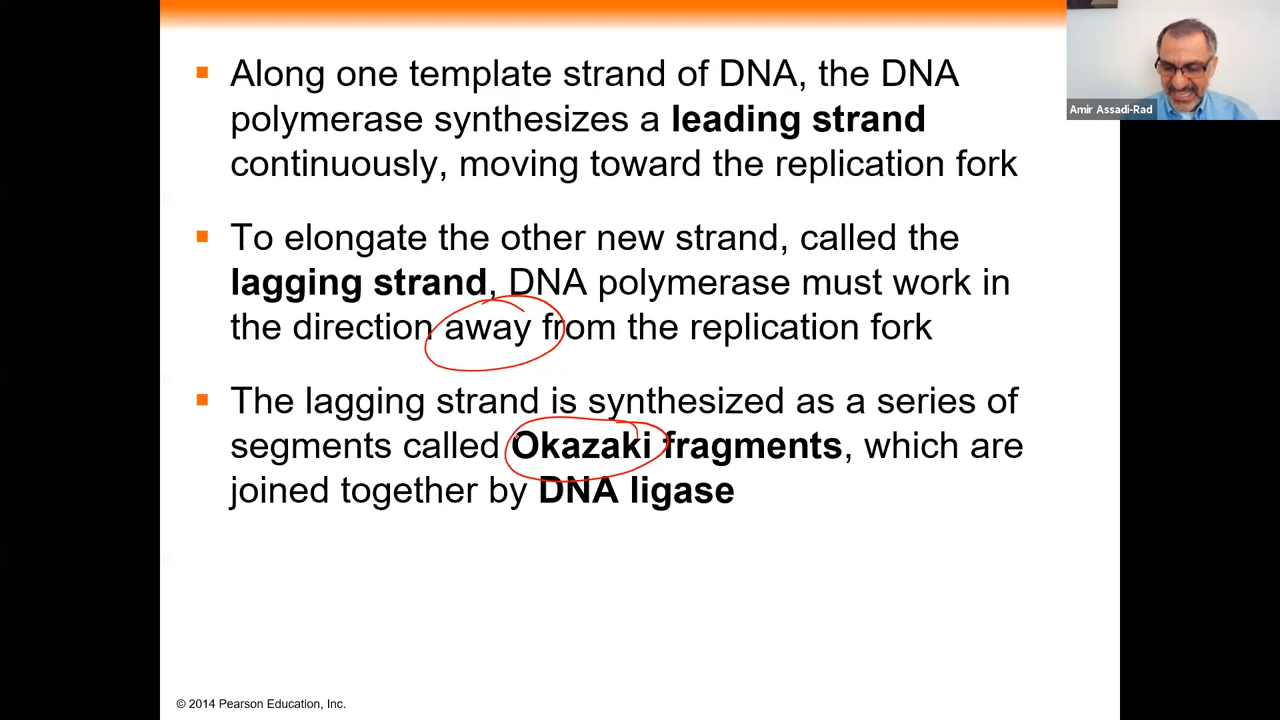 Along one template strand of DNA, the DNA
polymerase synthesizes a leading strand
continuously, moving toward the replication fork
To elongate the other new strand, called the
lagging strand, DNA polymerase must work in
the direction away from the replication fork
The lagging strand is synthesized as a series of
segments called Okazaki fragments, which are
joined together by DNA ligase
© 2014 Pearson Education, Inc.
Amir Assadi-Rad